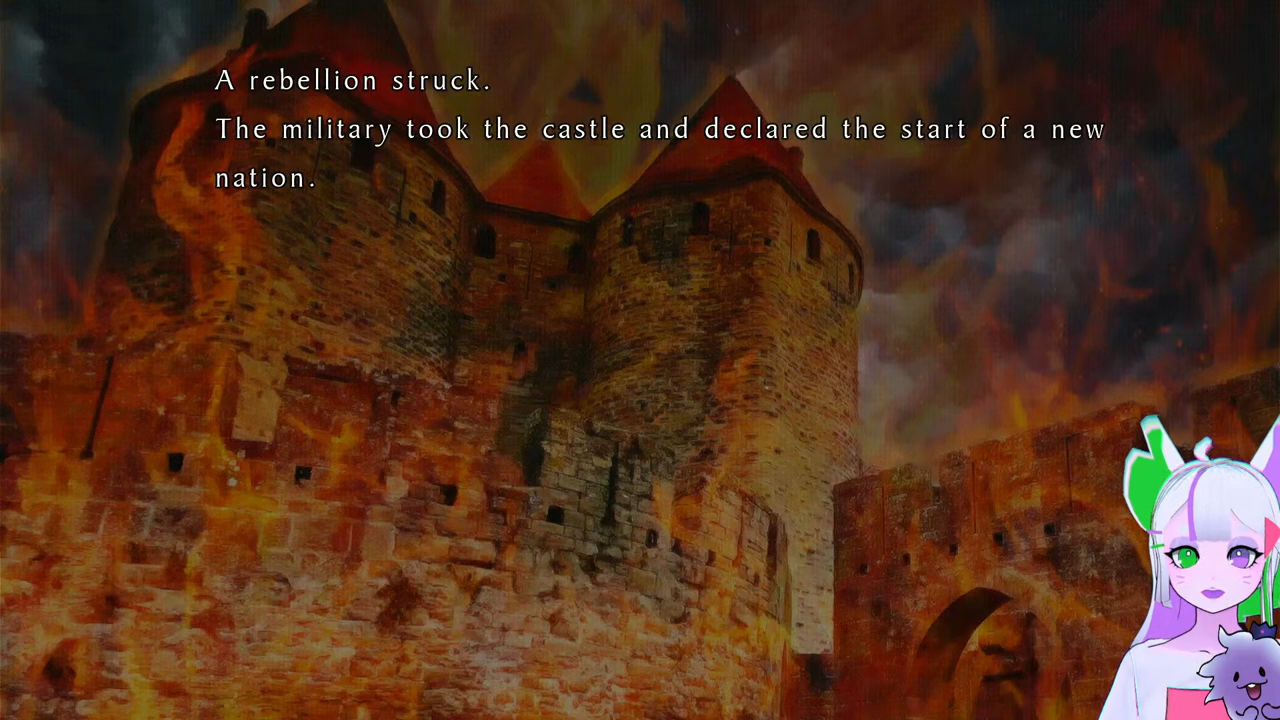 A rebellion struck.
The military took the castle and declared the start of a new
nation.